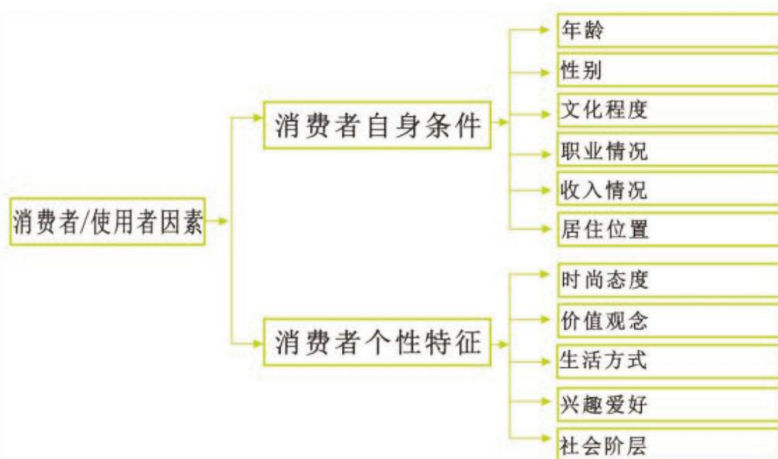 消费者/使用者因素
消费者自身条件
年龄
性别
文化程度
职业情况
收入情况
居住位置
消费者个性特征
时尚态度
价值观念
生活方式
兴趣爱好
社会阶层